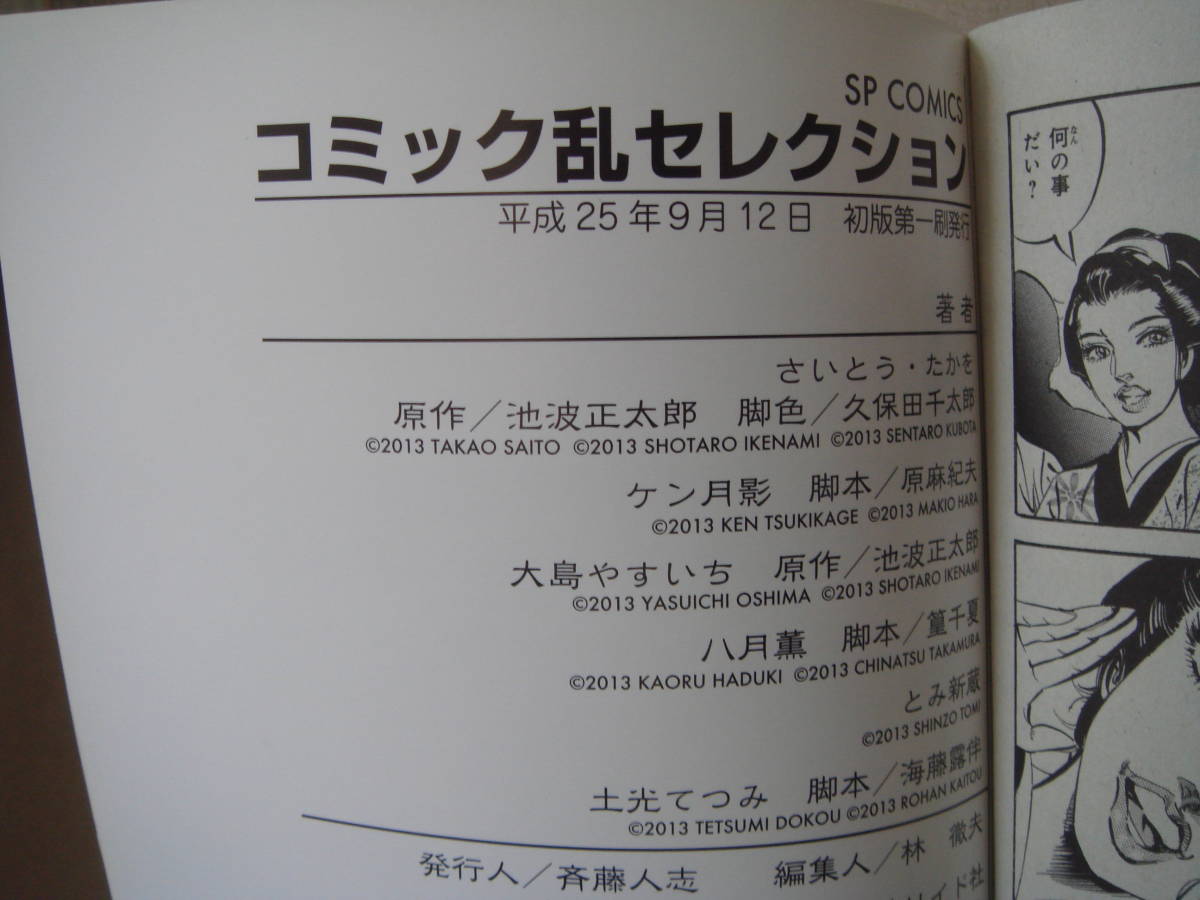 SP COMICS
コミック乱セレクション
平成25年9月12日　初版第一刷発行
著者
さいとう・たかを
原作／池波正太郎　脚色／久保田千太郎
©2013 TAKAO SAITO ©2013 SHOTARO IKENAMI ©2013 SENTARO KUBOTA
ケン月影　脚本／原麻紀夫
©2013 KEN TSUKIKAGE ©2013 MAKIO HARA
大島やすいち　原作／池波正太郎
©2013 YASUICHI OSHIMA ©2013 SHOTARO IKENAMI
八月薫　脚本／篁千夏
©2013 KAORU HADUKI ©2013 CHINATSU TAKAMURA
とみ新蔵
©2013 SHINZO TOMI
土光てつみ　脚本／海藤露伴
©2013 TETSUMI DOKOU ©2013 ROHAN KAITOU
発行人／斉藤人志　編集人／林　徹夫
イド社
何の事
なん
だい？